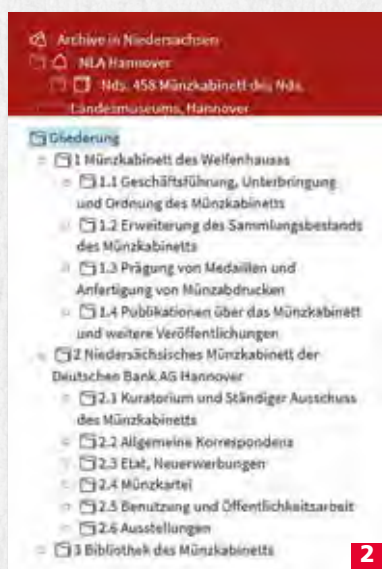 Archive in Niedersachsen
NLA Hannover
Nds. 458 Münzkabinett des Nds.
Landesmuseums, Hannover
Gliederung
1 Münzkabinett des Welfenhauses
1.1 Geschäftsführung, Unterbringung
und Ordnung des Münzkabinetts
1.2 Erweiterung des Sammlungsbestands
des Münzkabinetts
1.3 Prägung von Medaillen und
Anfertigung von Münzabdrucken
1.4 Publikationen über das Münzkabinett
und weitere Veröffentlichungen
2 Niedersächsisches Münzkabinett der
Deutschen Bank AG Hannover
2.1 Kuratorium und Ständiger Ausschuss
des Münzkabinetts
2.2 Allgemeine Korrespondenz
2.3 Etat, Neuerwerbungen
2.4 Münzkartei
2.5 Benutzung und Öffentlichkeitsarbeit
2.6 Ausstellungen
3 Bibliothek des Münzkabinetts
2